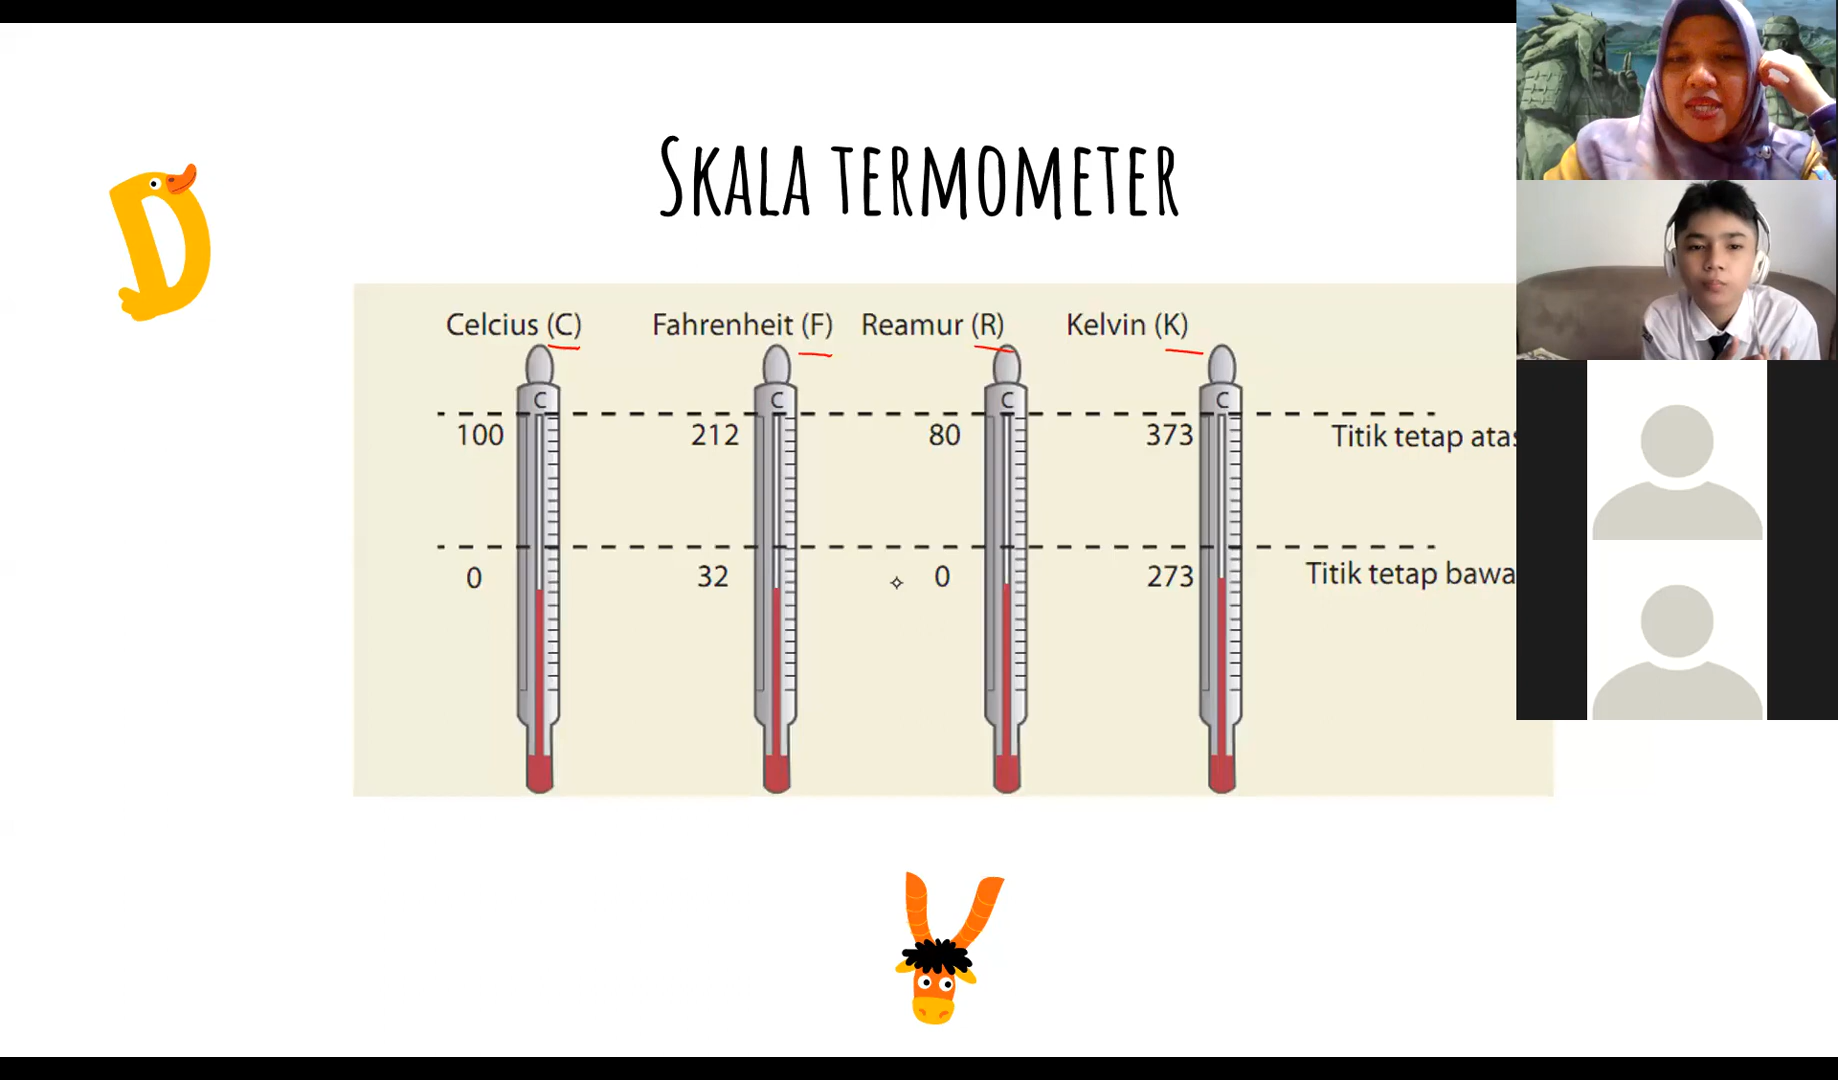 SKALA TERMOMETER
Celcius (C) Fahrenheit (F) Reamur (R) Kelvin (K)
C C C C
100 212 80 373 Titik tetap atas
0 32 0 273 Titik tetap bawa